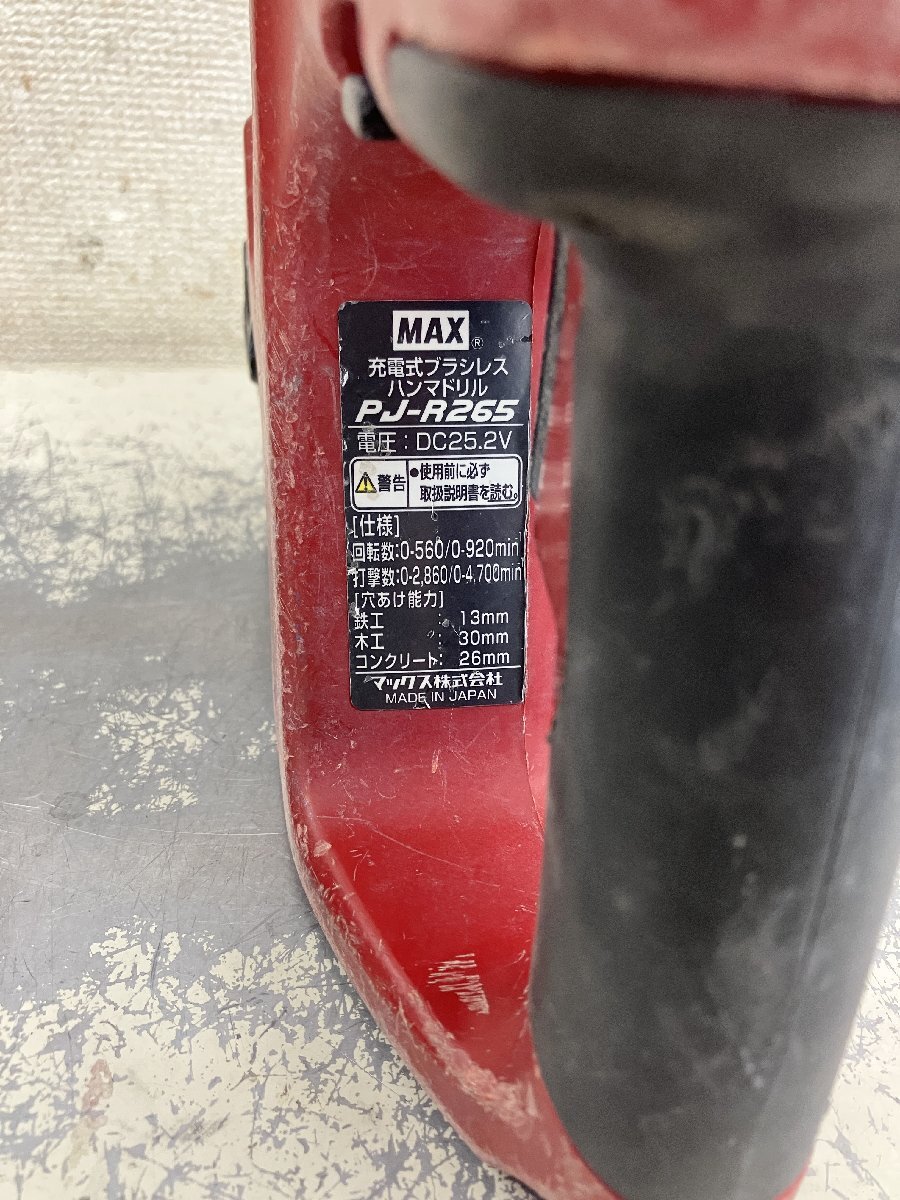 MAX®
充電式ブラシレス
ハンマドリル
PJ-R265
電圧：DC25.2V
警告
●使用前に必ず
取扱説明書を読む。
[仕様]
回転数:0-560/0-920min
打撃数:0-2,860/0-4,700min
[穴あけ能力]
鉄工 : 13mm
木工 : 30mm
コンクリート: 26mm
マックス株式会社
MADE IN JAPAN